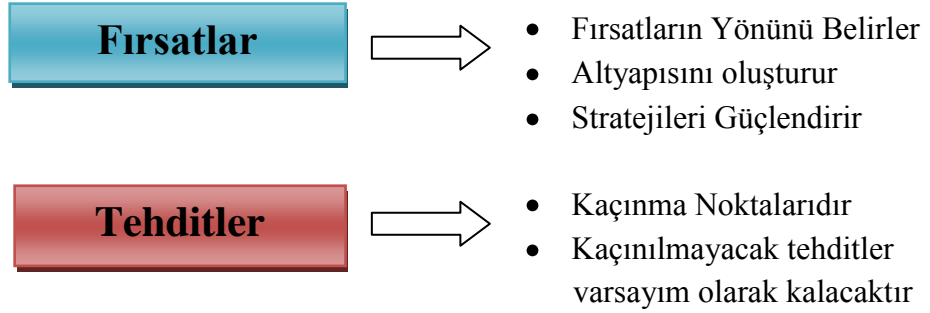 Fırsatlar
• Fırsatların Yönünü Belirler
• Altyapısını oluşturur
• Stratejileri Güçlendirir
Tehditler
• Kaçınma Noktalarıdır
• Kaçınılmayacak tehditler
varsayım olarak kalacaktır